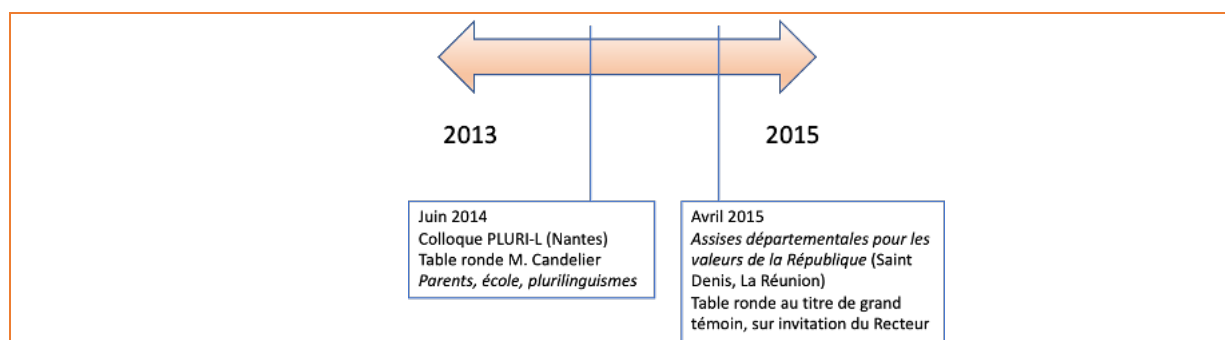 2013
2015
Juin 2014
Colloque PLURI-L (Nantes)
Table ronde M. Candelier
Parents, école, plurilinguismes
Avril 2015
Assises départementales pour les
valeurs de la République (Saint
Denis, La Réunion)
Table ronde au titre de grand
témoin, sur invitation du Recteur